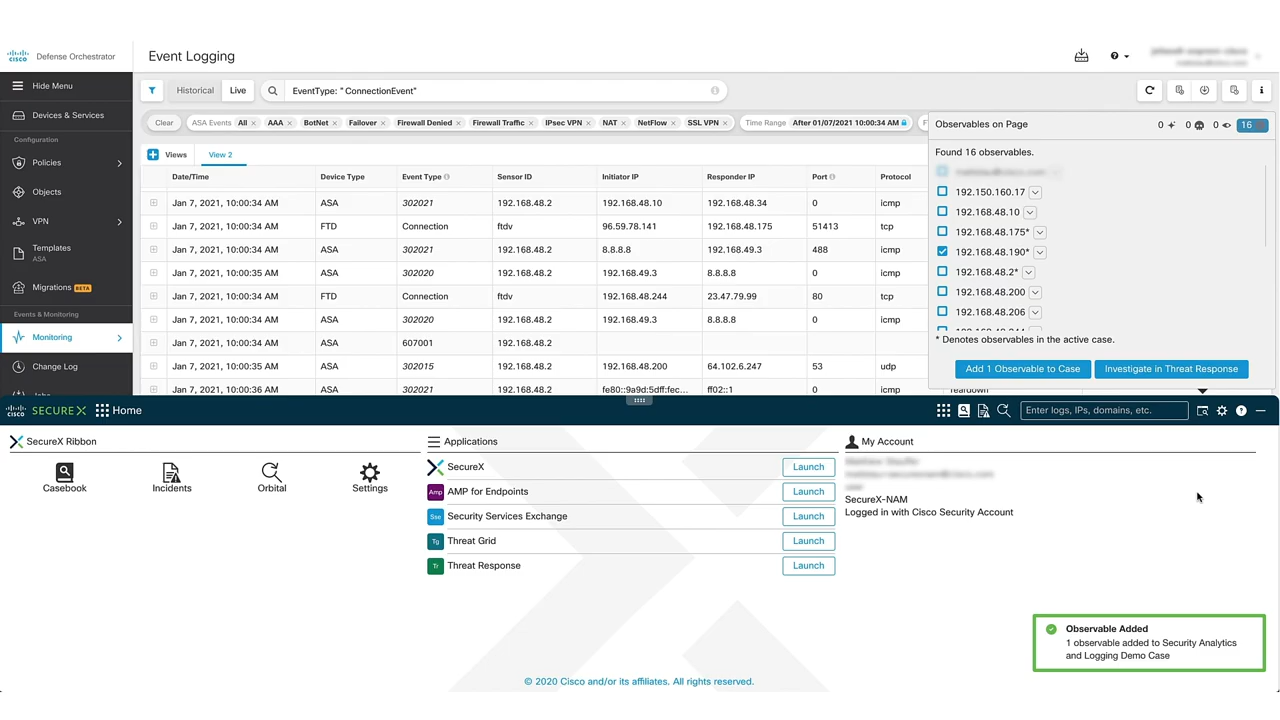 CISCO Defense Orchestrator
Event Logging
Hide Menu
Devices & Services
Configuration
Policies
Objects
VPN
Templates
ASA
Migrations BETA
Events & Monitoring
Monitoring
Change Log
Historical Live EventType: "ConnectionEvent"
Clear ASA Events All AAA BotNet Failover Firewall Denied Firewall Traffic IPsec VPN NAT NetFlow SSL VPN Time Range After 01/07/2021 10:00:34 AM
Views View 2
Date/Time Device Type Event Type Sensor ID Initiator IP Responder IP Port Protocol
Jan 7, 2021, 10:00:34 AM ASA 302021 192.168.48.2 192.168.48.10 192.168.48.34 0 icmp
Jan 7, 2021, 10:00:34 AM FTD Connection ftdv 96.59.78.141 192.168.48.175 51413 tcp
Jan 7, 2021, 10:00:34 AM ASA 302021 192.168.48.2 8.8.8.8 192.168.49.3 488 icmp
Jan 7, 2021, 10:00:35 AM ASA 302020 192.168.48.2 192.168.49.3 8.8.8.8 0 icmp
Jan 7, 2021, 10:00:34 AM FTD Connection ftdv 192.168.48.244 23.47.79.99 80 tcp
Jan 7, 2021, 10:00:34 AM ASA 302020 192.168.48.2 192.168.49.3 8.8.8.8 0 icmp
Jan 7, 2021, 10:00:34 AM ASA 607001 192.168.48.2
Jan 7, 2021, 10:00:35 AM ASA 302015 192.168.48.2 192.168.48.200 64.102.6.247 53 udp
Jan 7, 2021, 10:00:36 AM ASA 302021 192.168.48.2 fe80::9a9d:5dff:fec... ff02::1 0 icmp Teardown
Observables on Page 0 0 0 16
Found 16 observables.
192.150.160.17
192.168.48.10
192.168.48.175*
192.168.48.190*
192.168.48.2*
192.168.48.200
192.168.48.206
* Denotes observables in the active case.
Add 1 Observable to Case Investigate in Threat Response
CISCO SECUREX Home Enter logs, IPs, domains, etc.
SecureX Ribbon
Casebook Incidents Orbital Settings
Applications
SecureX Launch
Amp AMP for Endpoints Launch
Sse Security Services Exchange Launch
Tg Threat Grid Launch
Tr Threat Response Launch
My Account
SecureX-NAM
Logged in with Cisco Security Account
Observable Added
1 observable added to Security Analytics
and Logging Demo Case
© 2020 Cisco and/or its affiliates. All rights reserved.